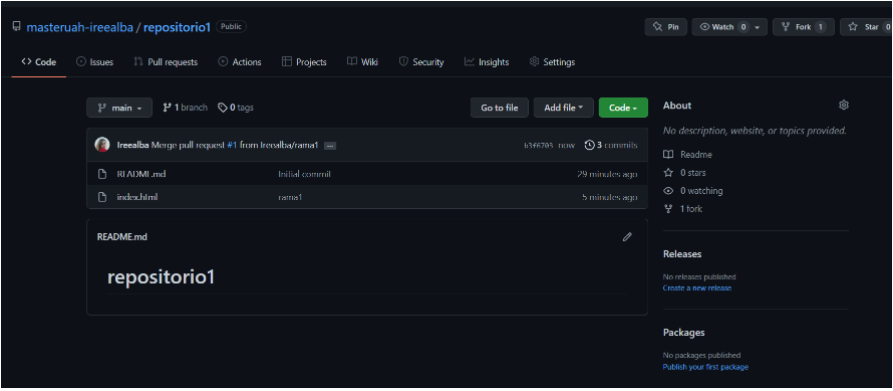 masteruah-ireealba / repositorio1 Public
Pin Watch 0 Fork 1 Star 0
Code Issues Pull requests Actions Projects Wiki Security Insights Settings
main 1 branch 0 tags Go to file Add file Code
Ireealba Merge pull request #1 from Ireealba/rama1 ... now 3 commits
README.md Initial commit 29 minutes ago
index.html rama1 5 minutes ago
README.md
repositorio1
About
No description, website, or topics provided.
Readme
0 stars
0 watching
1 fork
Releases
No releases published
Create a new release
Packages
No packages published
Publish your first package